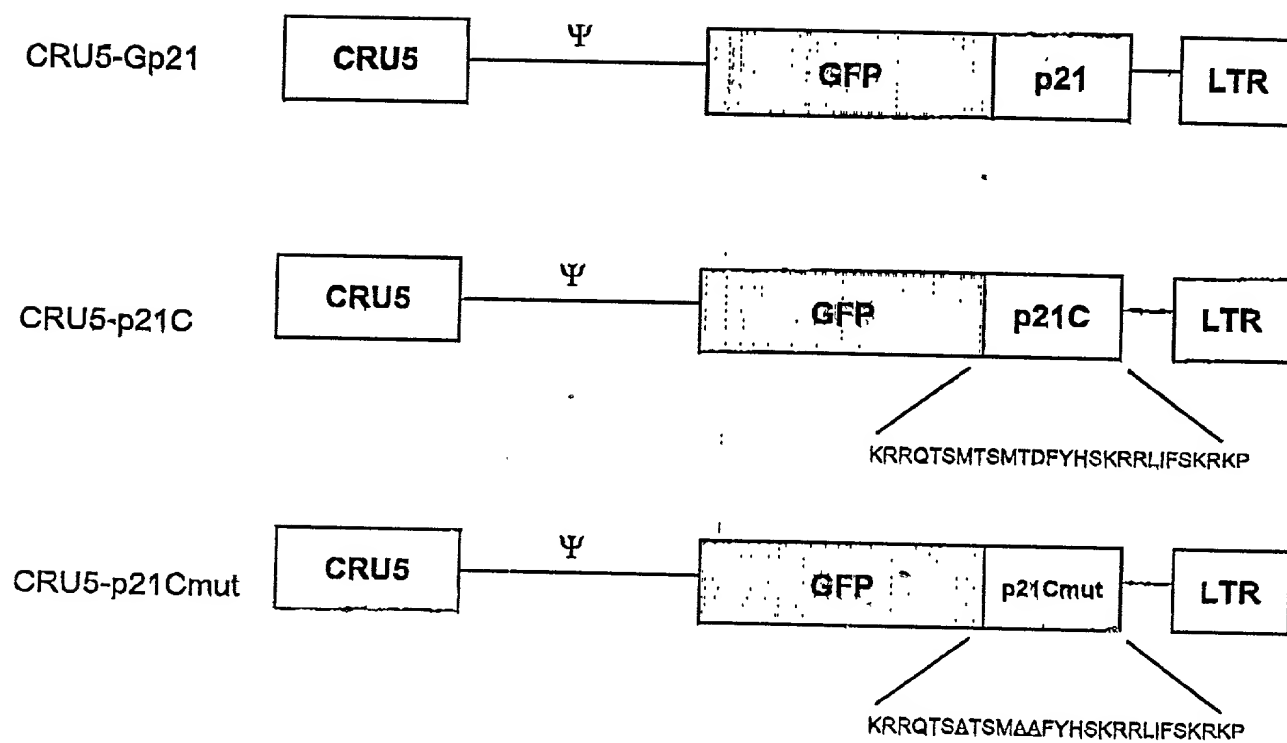 CRU5-Gp21 CRU5 Ψ GFP p21 LTR
CRU5-p21C CRU5 Ψ GFP p21C LTR
KRRQTSMTSMTDFYHSKRRLIFSKRKP
CRU5-p21Cmut CRU5 Ψ GFP p21Cmut LTR
KRRQTSATSMAAFYHSKRRLIFSKRKP